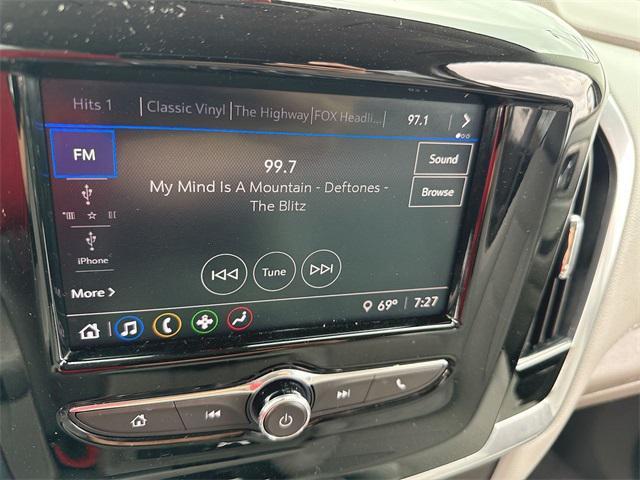 Hits 1 Classic Vinyl The Highway FOX Headli... 97.1
FM
99.7
Sound
My Mind Is A Mountain - Deftones -
The Blitz
Browse
iPhone
Tune
More >
69° 7:27